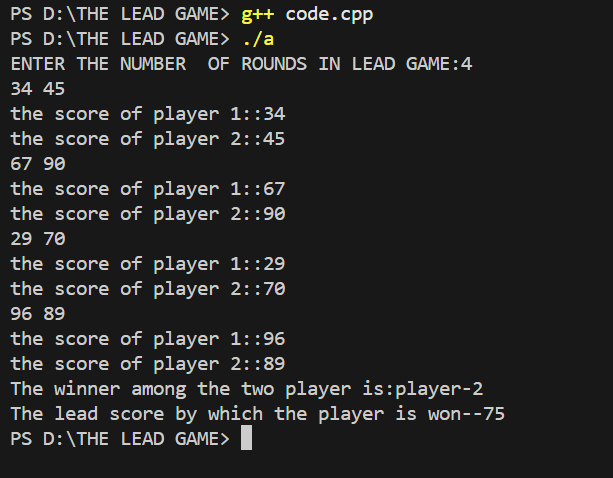 PS D:\THE LEAD GAME> g++ code.cpp
PS D:\THE LEAD GAME> ./a
ENTER THE NUMBER  OF ROUNDS IN LEAD GAME:4
34 45
the score of player 1::34
the score of player 2::45
67 90
the score of player 1::67
the score of player 2::90
29 70
the score of player 1::29
the score of player 2::70
96 89
the score of player 1::96
the score of player 2::89
The winner among the two player is:player-2
The lead score by which the player is won--75
PS D:\THE LEAD GAME>